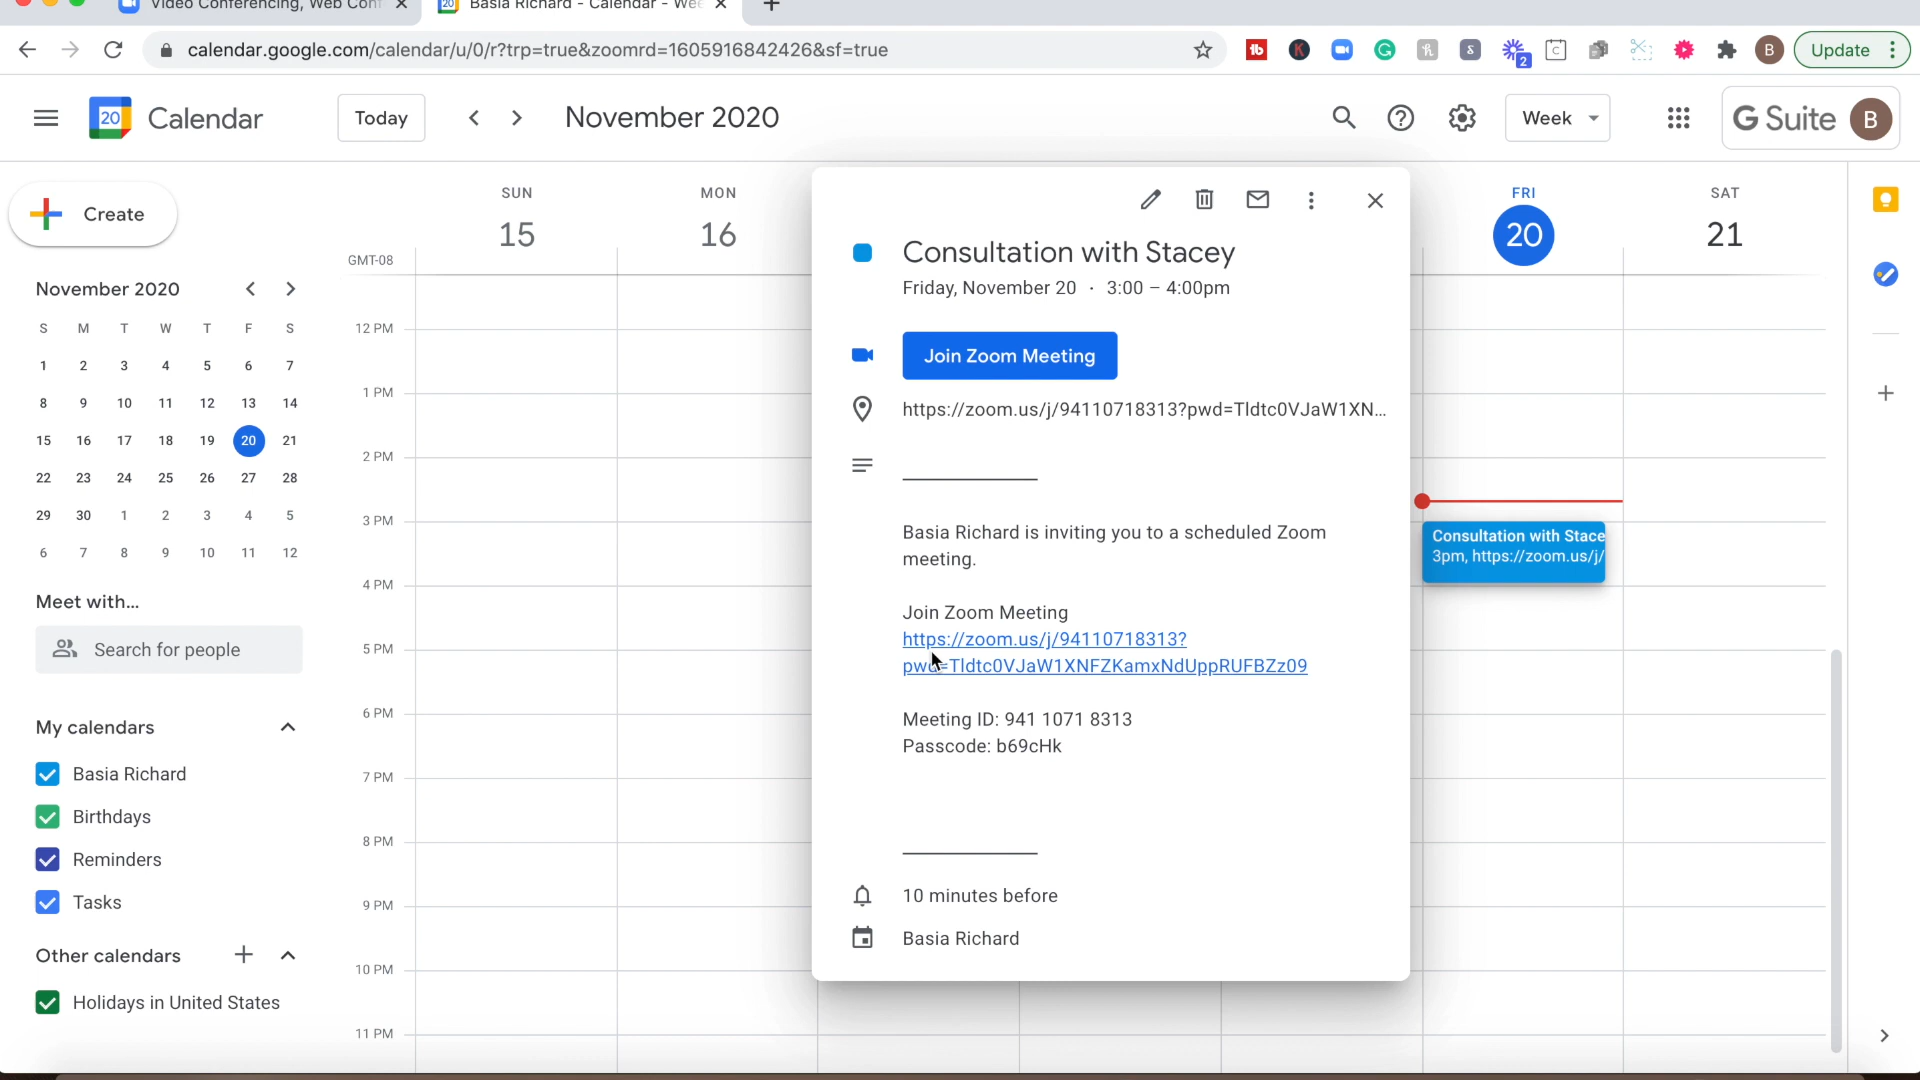 Video Conferencing, Web Conf
Basia Richard - Calendar - Wee
calendar.google.com/calendar/u/0/r?trp=true&zoomrd=1605916842426&sf=true
2
B
Update
20
Calendar
Today
November 2020
Week
G Suite
B
Create
GMT-08
SUN
15
MON
16
FRI
20
SAT
21
November 2020
S M T W T F S
1 2 3 4 5 6 7
8 9 10 11 12 13 14
15 16 17 18 19 20 21
22 23 24 25 26 27 28
29 30 1 2 3 4 5
6 7 8 9 10 11 12
Meet with...
Search for people
My calendars
Basia Richard
Birthdays
Reminders
Tasks
Other calendars
Holidays in United States
12 PM
1 PM
2 PM
3 PM
4 PM
5 PM
6 PM
7 PM
8 PM
9 PM
10 PM
11 PM
Consultation with Stacey
Friday, November 20 · 3:00 – 4:00pm
Join Zoom Meeting
https://zoom.us/j/94110718313?pwd=Tldtc0VJaW1XN...
Basia Richard is inviting you to a scheduled Zoom
meeting.
Join Zoom Meeting
https://zoom.us/j/94110718313?
pwd=Tldtc0VJaW1XNFZKamxNdUppRUFBZz09
Meeting ID: 941 1071 8313
Passcode: b69cHk
10 minutes before
Basia Richard
Consultation with Stace
3pm, https://zoom.us/j/